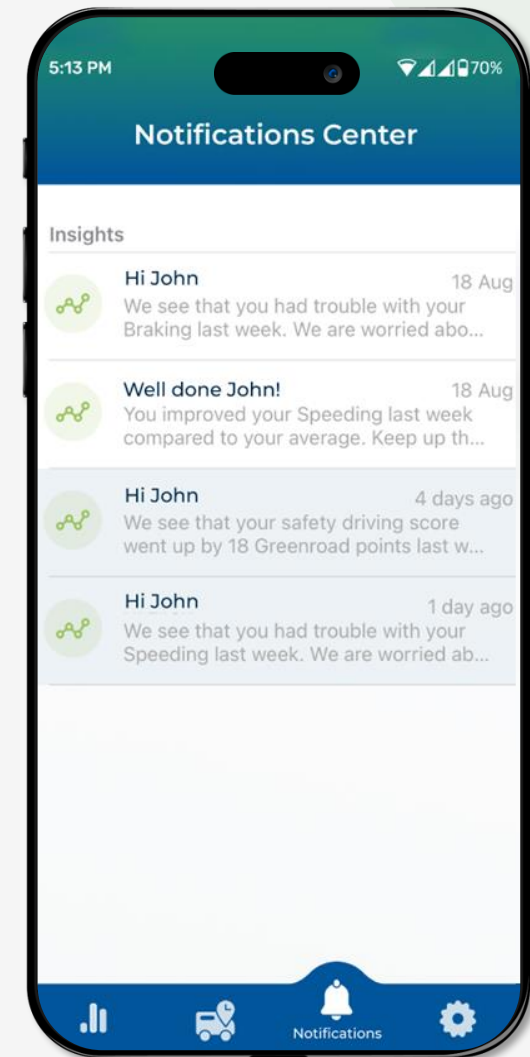 5:13 PM 70%
Notifications Center
Insights
Hi John 18 Aug
We see that you had trouble with your
Braking last week. We are worried abo...
Well done John! 18 Aug
You improved your Speeding last week
compared to your average. Keep up th...
Hi John 4 days ago
We see that your safety driving score
went up by 18 Greenroad points last w...
Hi John 1 day ago
We see that you had trouble with your
Speeding last week. We are worried ab...
Notifications